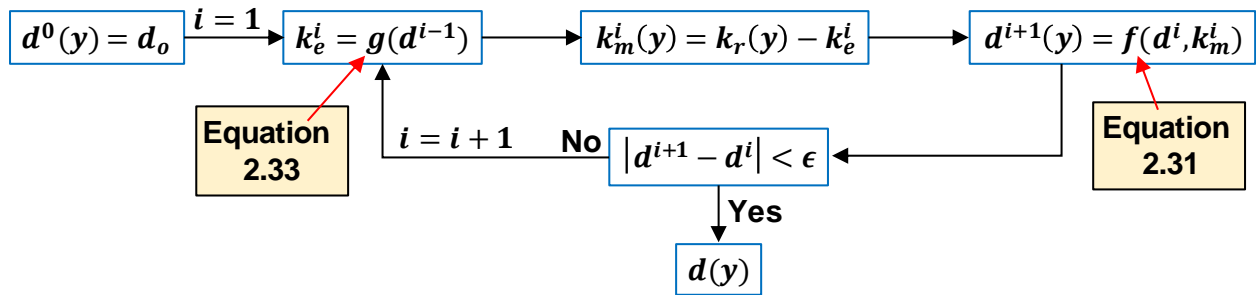 d⁰(y) = dₒ
i = 1
kₑⁱ = g(dⁱ⁻¹)
kₘⁱ(y) = kᵣ(y) − kₑⁱ
dⁱ⁺¹(y) = f(dⁱ,kₘⁱ)
Equation
2.33
i = i + 1
No
|dⁱ⁺¹ − dⁱ| < ϵ
Equation
2.31
Yes
d(y)